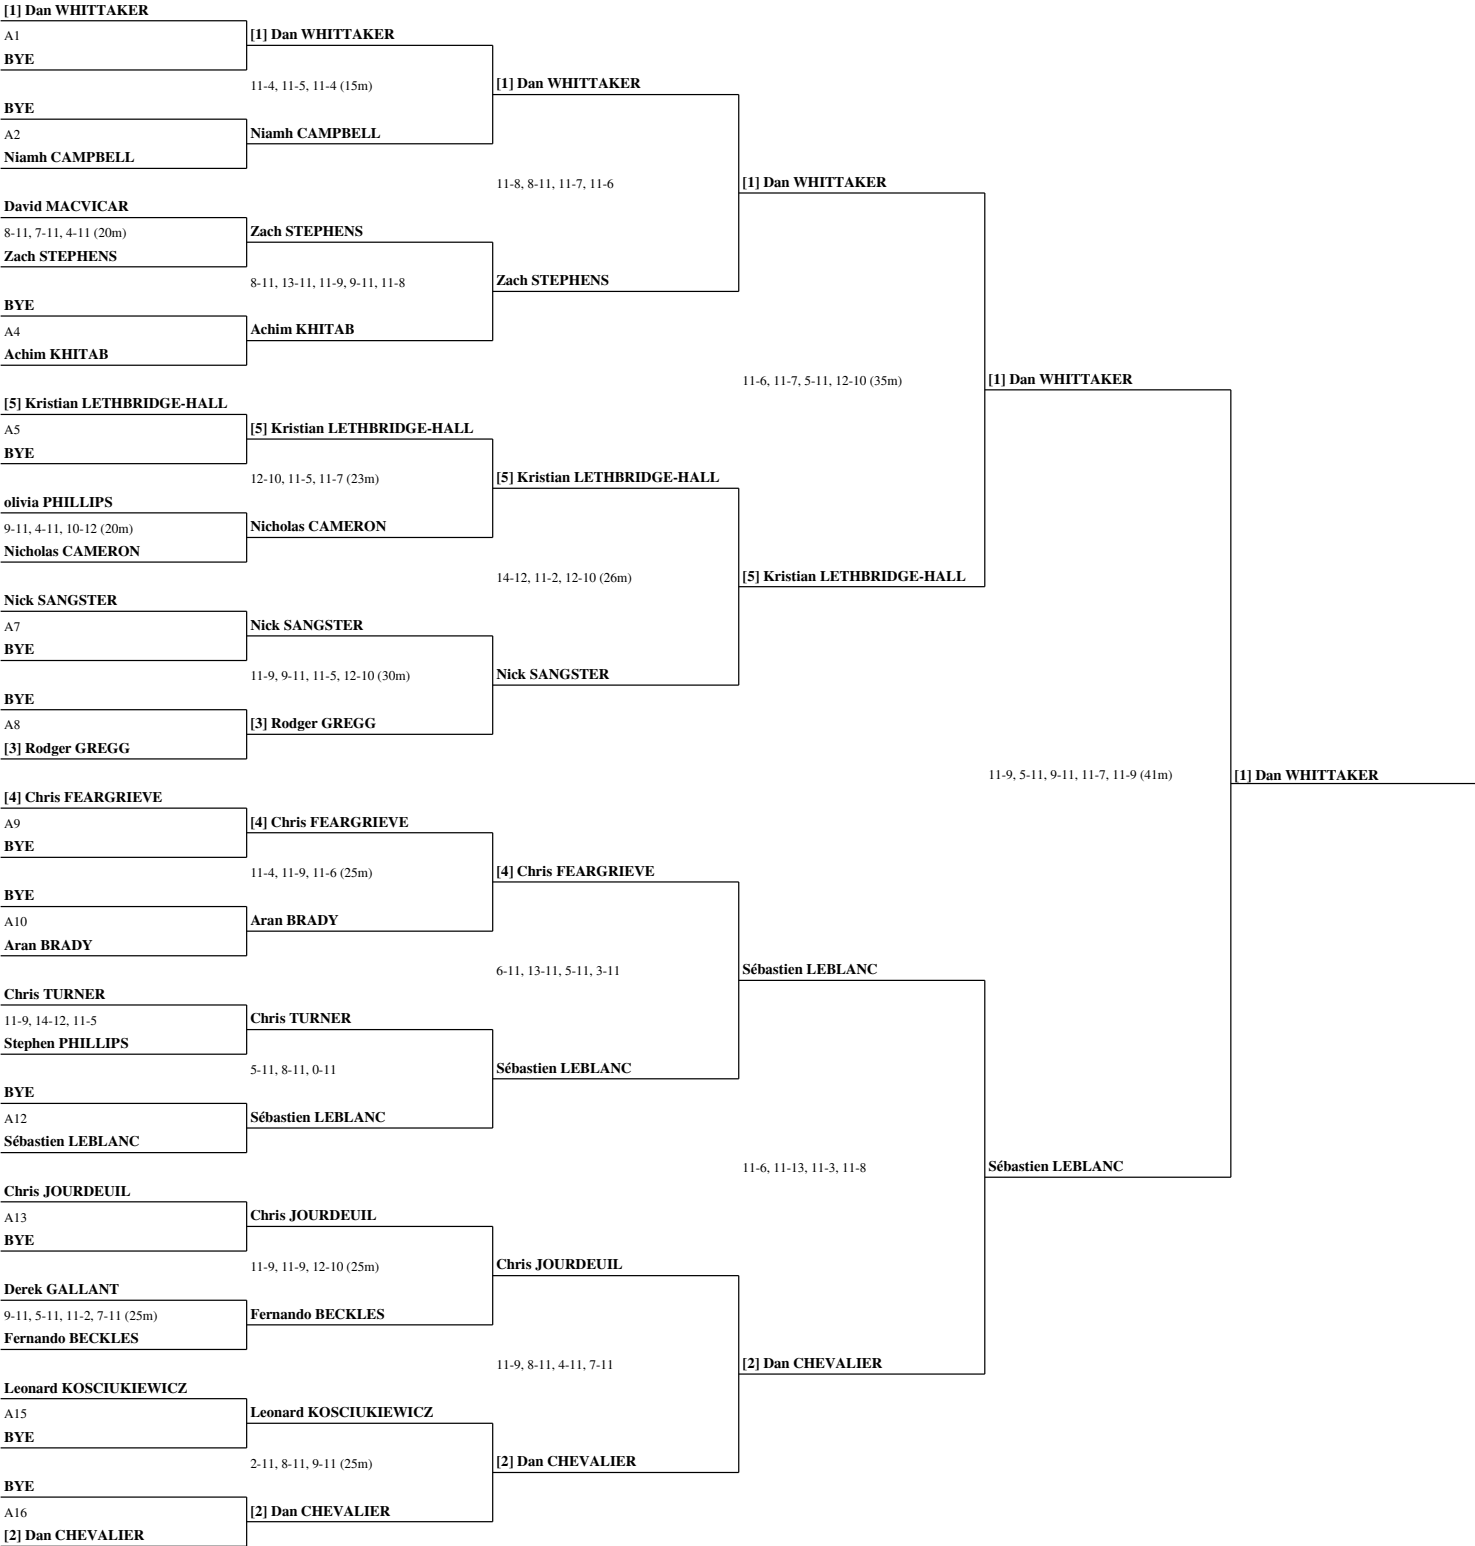 [1] Dan WHITTAKER
A1
BYE
BYE
A2
Niamh CAMPBELL
David MACVICAR
8-11, 7-11, 4-11 (20m)
Zach STEPHENS
BYE
A4
Achim KHITAB
[5] Kristian LETHBRIDGE-HALL
A5
BYE
olivia PHILLIPS
9-11, 4-11, 10-12 (20m)
Nicholas CAMERON
Nick SANGSTER
A7
BYE
BYE
A8
[3] Rodger GREGG
[4] Chris FEARGRIEVE
A9
BYE
BYE
A10
Aran BRADY
Chris TURNER
11-9, 14-12, 11-5
Stephen PHILLIPS
BYE
A12
Sébastien LEBLANC
Chris JOURDEUIL
A13
BYE
Derek GALLANT
9-11, 5-11, 11-2, 7-11 (25m)
Fernando BECKLES
Leonard KOSCIUKIEWICZ
A15
BYE
BYE
A16
[2] Dan CHEVALIER
[1] Dan WHITTAKER
11-4, 11-5, 11-4 (15m)
Niamh CAMPBELL
Zach STEPHENS
8-11, 13-11, 11-9, 9-11, 11-8
Achim KHITAB
[5] Kristian LETHBRIDGE-HALL
12-10, 11-5, 11-7 (23m)
Nicholas CAMERON
Nick SANGSTER
11-9, 9-11, 11-5, 12-10 (30m)
[3] Rodger GREGG
[4] Chris FEARGRIEVE
11-4, 11-9, 11-6 (25m)
Aran BRADY
Chris TURNER
5-11, 8-11, 0-11
Sébastien LEBLANC
Chris JOURDEUIL
11-9, 11-9, 12-10 (25m)
Fernando BECKLES
Leonard KOSCIUKIEWICZ
2-11, 8-11, 9-11 (25m)
[2] Dan CHEVALIER
[1] Dan WHITTAKER
11-8, 8-11, 11-7, 11-6
Zach STEPHENS
[5] Kristian LETHBRIDGE-HALL
14-12, 11-2, 12-10 (26m)
Nick SANGSTER
[4] Chris FEARGRIEVE
6-11, 13-11, 5-11, 3-11
Sébastien LEBLANC
Chris JOURDEUIL
11-9, 8-11, 4-11, 7-11
[2] Dan CHEVALIER
[1] Dan WHITTAKER
11-6, 11-7, 5-11, 12-10 (35m)
[5] Kristian LETHBRIDGE-HALL
Sébastien LEBLANC
11-6, 11-13, 11-3, 11-8
[2] Dan CHEVALIER
[1] Dan WHITTAKER
11-9, 5-11, 9-11, 11-7, 11-9 (41m)
Sébastien LEBLANC
[1] Dan WHITTAKER